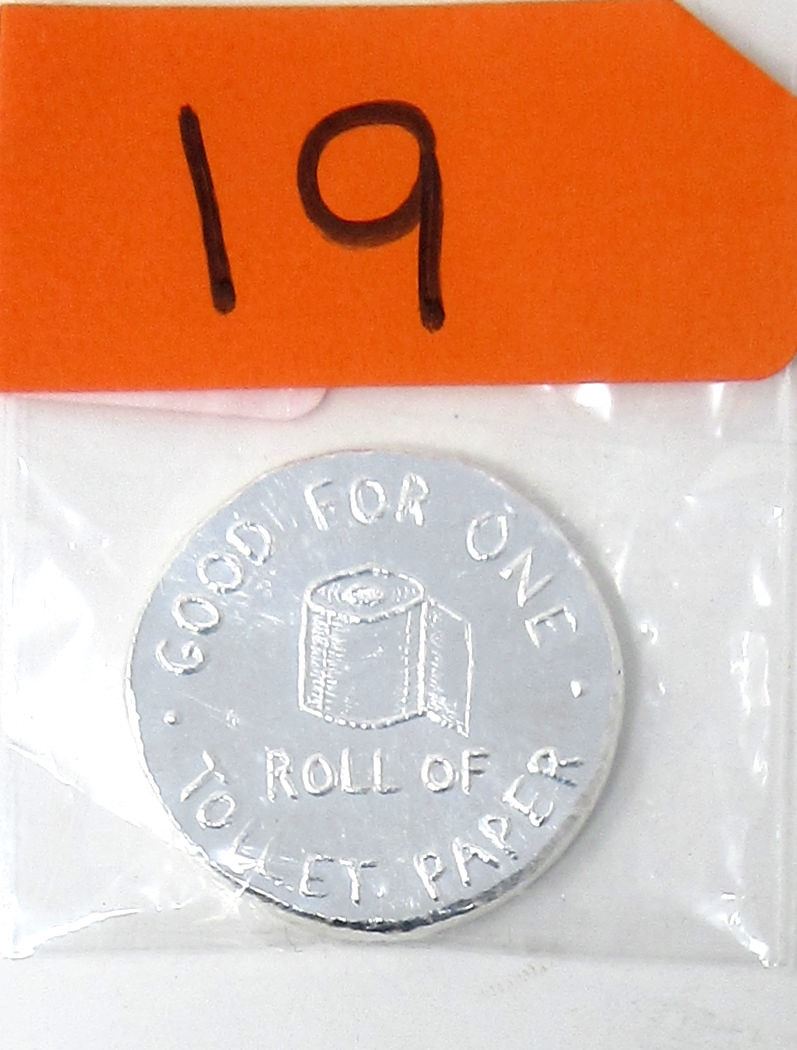 19
GOOD FOR ONE
ROLL OF
TOILET PAPER